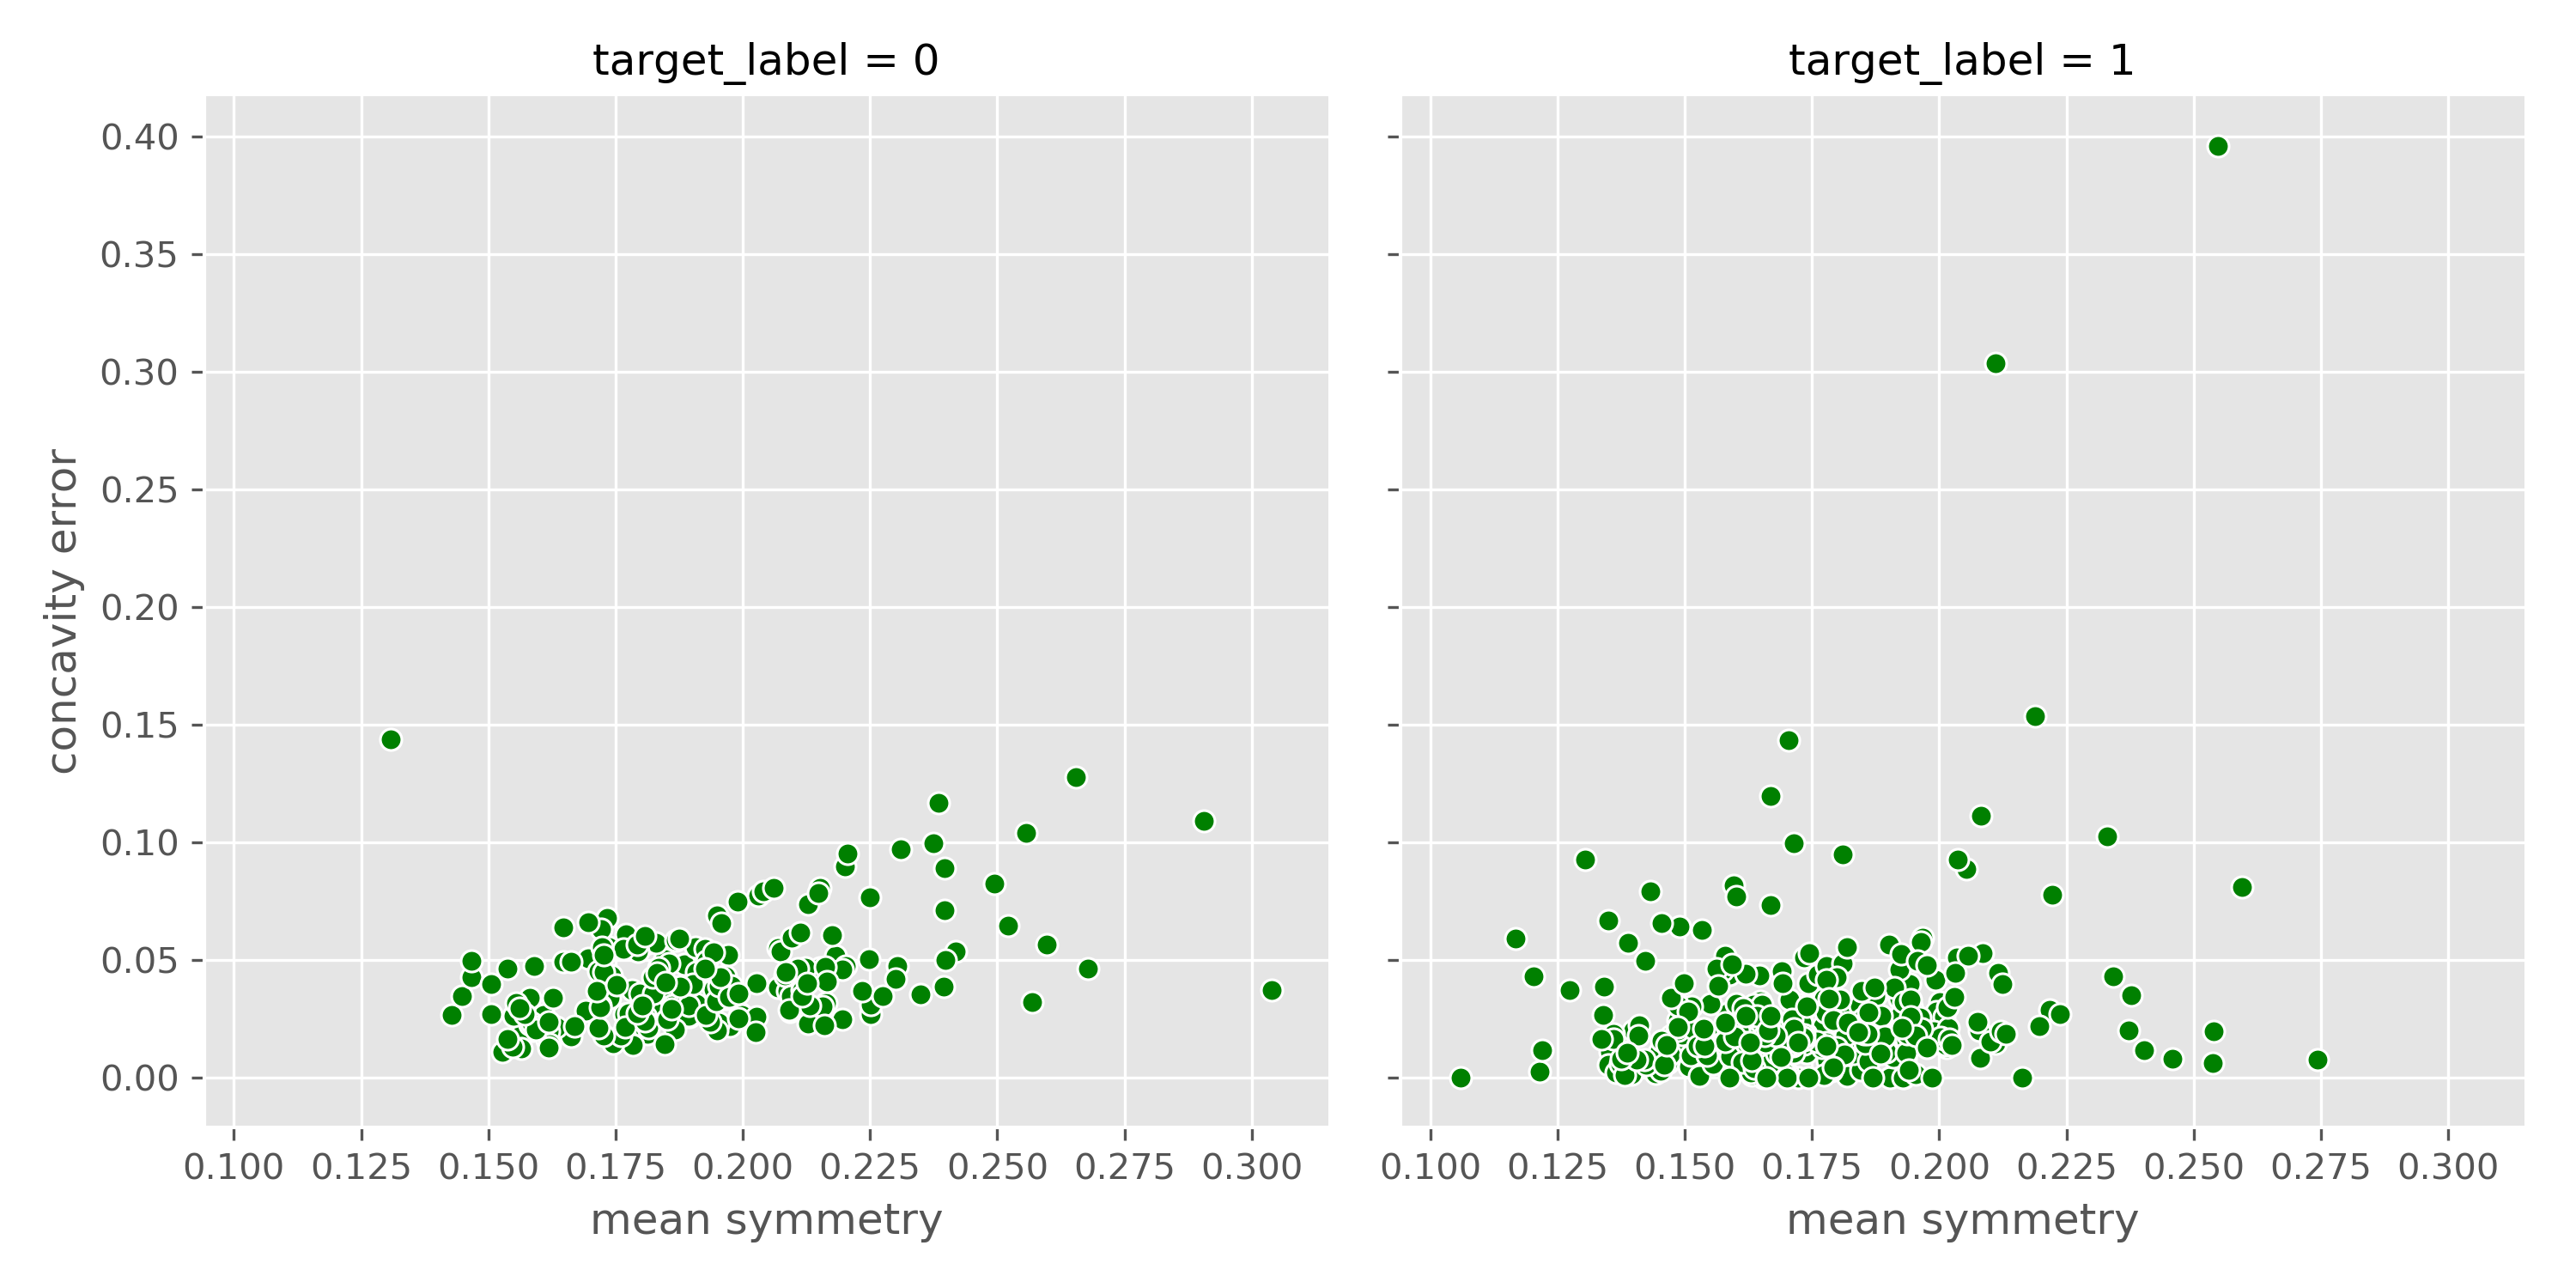 target_label = 0
target_label = 1
concavity error
0.40
0.35
0.30
0.25
0.20
0.15
0.10
0.05
0.00
0.100 0.125 0.150 0.175 0.200 0.225 0.250 0.275 0.300
0.100 0.125 0.150 0.175 0.200 0.225 0.250 0.275 0.300
mean symmetry
mean symmetry